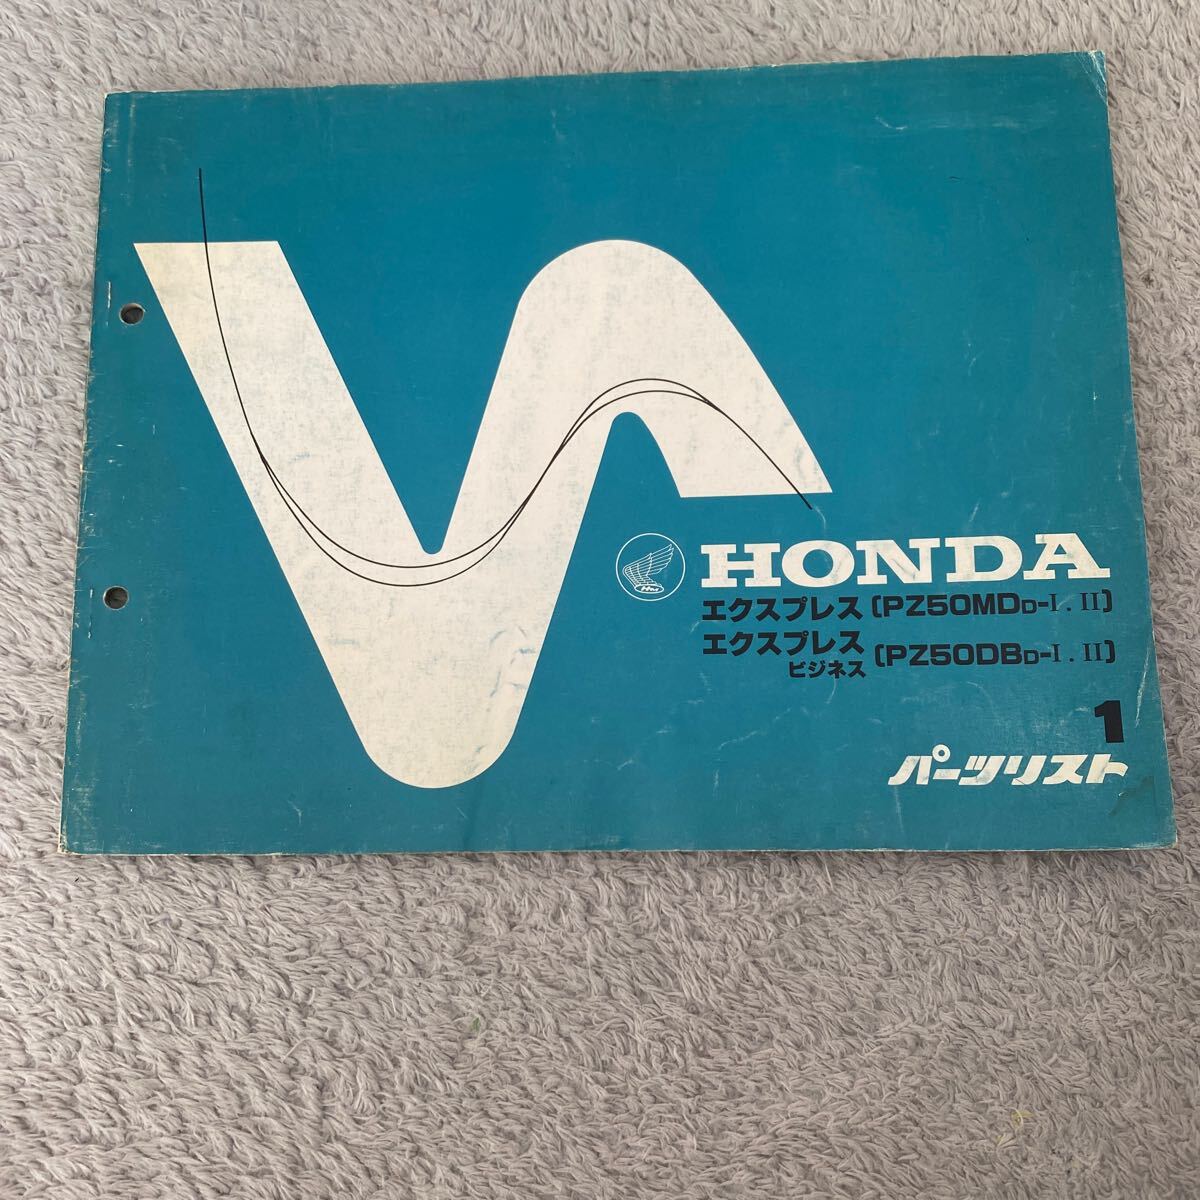 HONDA
エクスプレス〔PZ50MDD-I.II〕
エクスプレス
ビジネス〔PZ50DBD-I.II〕
1
パーツリスト